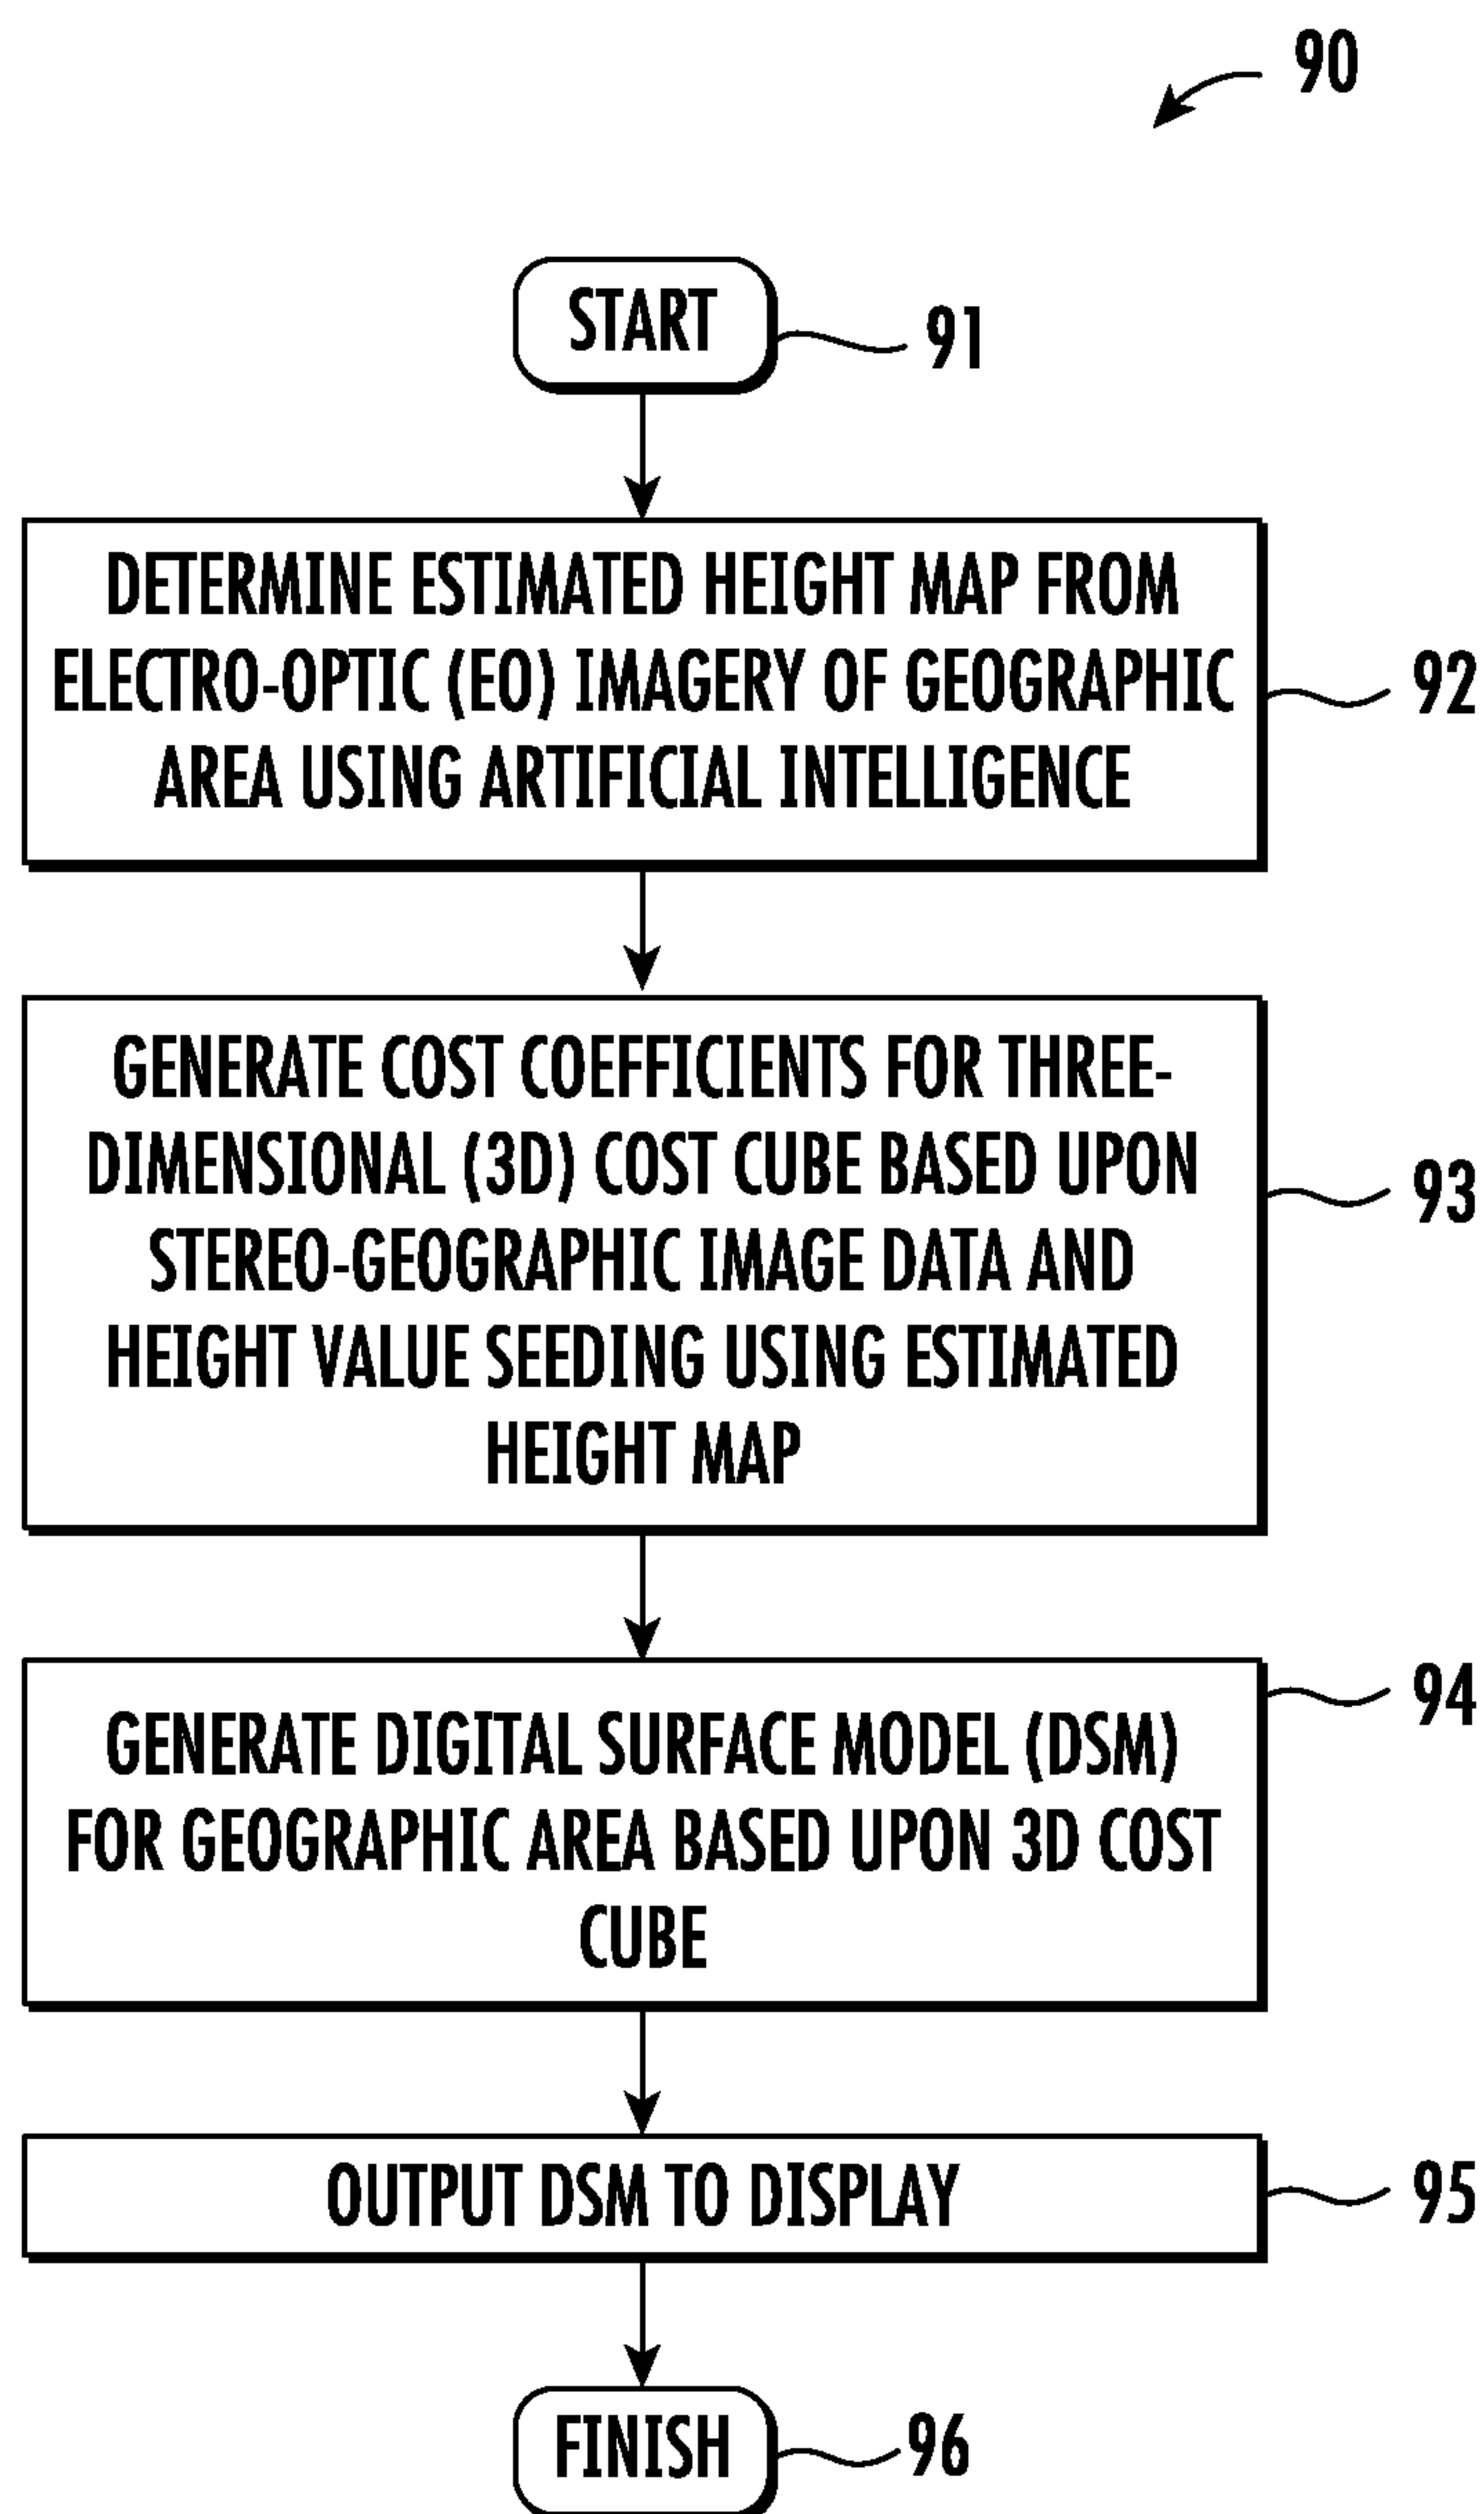 90
START
91
DETERMINE ESTIMATED HEIGHT MAP FROM
ELECTRO-OPTIC (EO) IMAGERY OF GEOGRAPHIC
AREA USING ARTIFICIAL INTELLIGENCE
92
GENERATE COST COEFFICIENTS FOR THREE-
DIMENSIONAL (3D) COST CUBE BASED UPON
STEREO-GEOGRAPHIC IMAGE DATA AND
HEIGHT VALUE SEEDING USING ESTIMATED
HEIGHT MAP
93
GENERATE DIGITAL SURFACE MODEL (DSM)
FOR GEOGRAPHIC AREA BASED UPON 3D COST
CUBE
94
OUTPUT DSM TO DISPLAY
95
FINISH
96